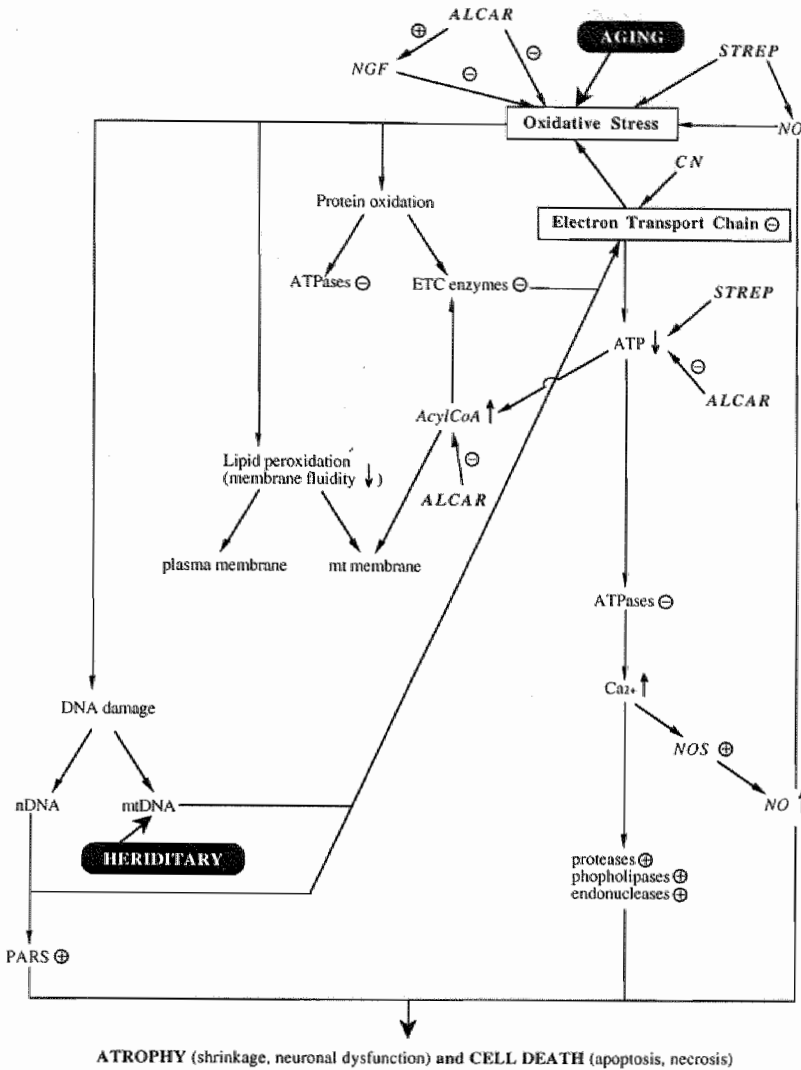 ALCAR
AGING
⊕
STREP
NGF
⊖
⊖
Oxidative Stress
NO
CN
Protein oxidation
Electron Transport Chain ⊖
ATPases ⊖
ETC enzymes ⊖
STREP
ATP ↓
⊖
ALCAR
AcylCoA ↑
Lipid peroxidation
(membrane fluidity ↓ )
⊖
ALCAR
plasma membrane
mt membrane
ATPases ⊖
Ca2+ ↑
DNA damage
NOS ⊕
nDNA
mtDNA
NO ↑
HERIDITARY
proteases ⊕
phopholipases ⊕
endonucleases ⊕
PARS ⊕
ATROPHY (shrinkage, neuronal dysfunction) and CELL DEATH (apoptosis, necrosis)